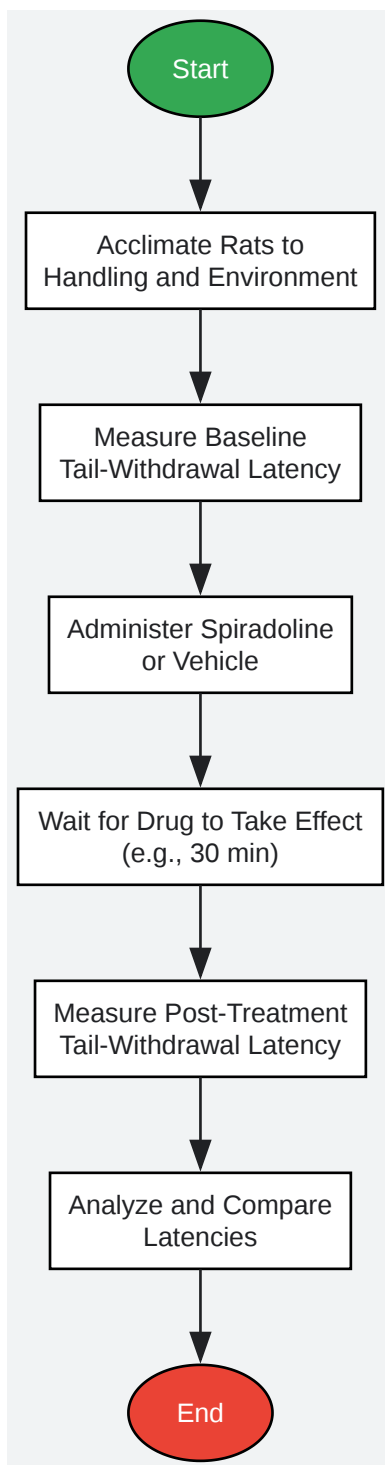 Start
Acclimate Rats to
Handling and Environment
Measure Baseline
Tail-Withdrawal Latency
Administer Spiradoline
or Vehicle
Wait for Drug to Take Effect
(e.g., 30 min)
Measure Post-Treatment
Tail-Withdrawal Latency
Analyze and Compare
Latencies
End